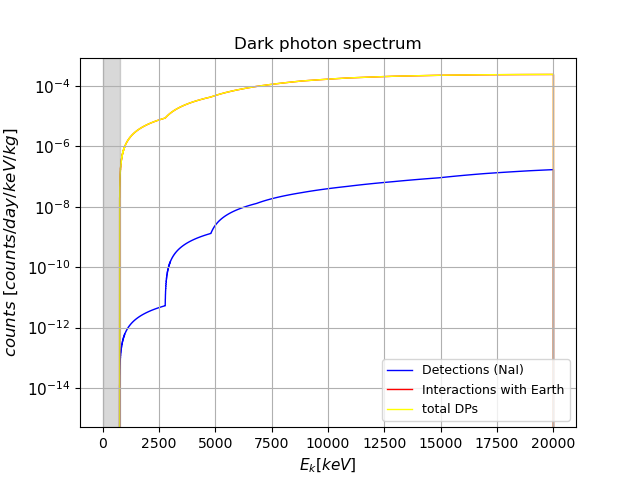 Dark photon spectrum
counts [counts/day/keV/kg]
10⁻⁴
10⁻⁶
10⁻⁸
10⁻¹⁰
10⁻¹²
10⁻¹⁴
Detections (NaI)
Interactions with Earth
total DPs
0 2500 5000 7500 10000 12500 15000 17500 20000
Eₖ[keV]